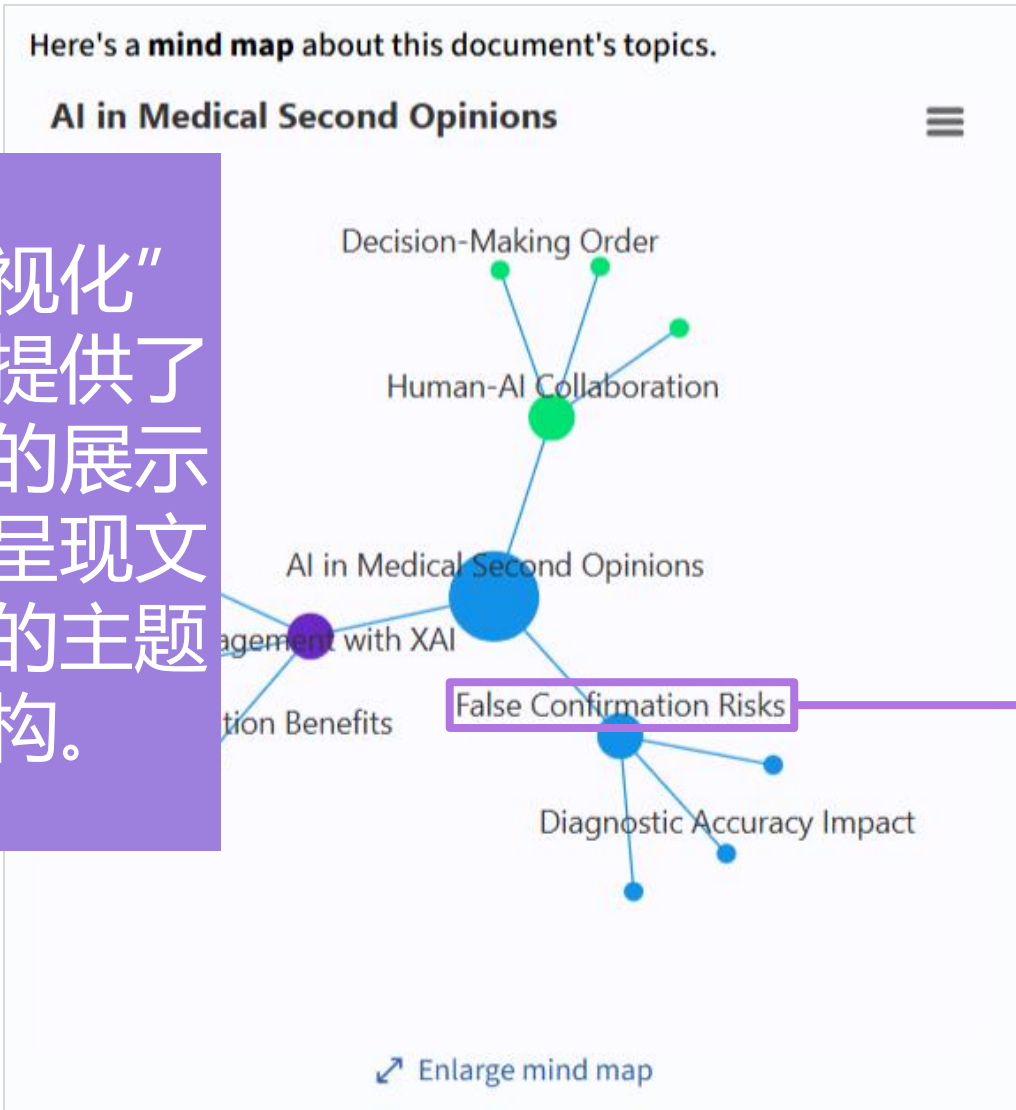 Here's a mind map about this document's topics.
AI in Medical Second Opinions
视化”
提供了
的展示
呈现文
的主题
构。
Decision-Making Order
Human-AI Collaboration
AI in Medical Second Opinions
agement with XAI
False Confirmation Risks
tion Benefits
Diagnostic Accuracy Impact
Enlarge mind map